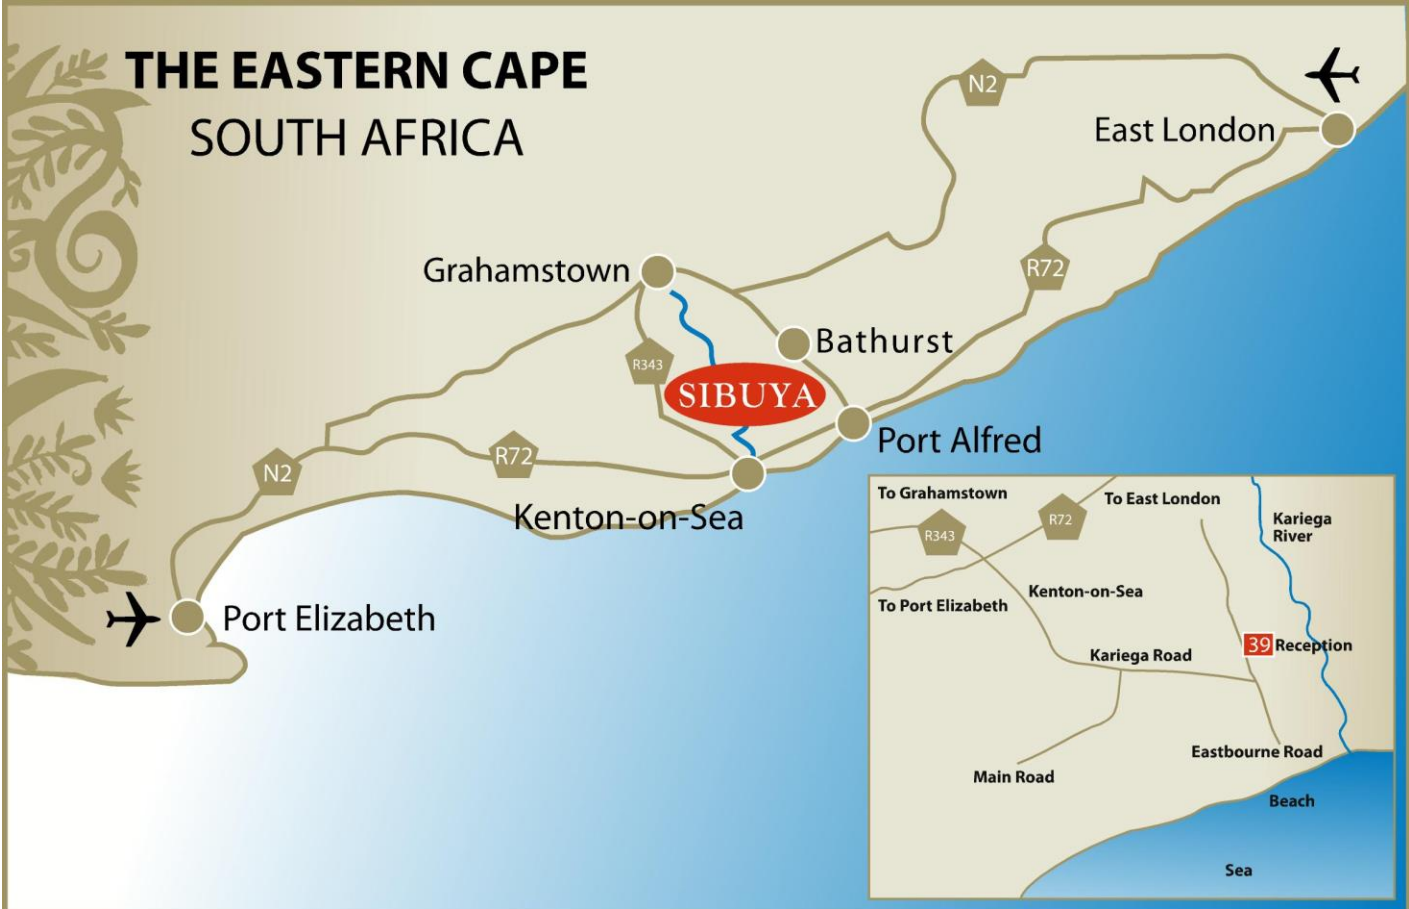 THE EASTERN CAPE
SOUTH AFRICA
N2
East London
Grahamstown
R72
Bathurst
R343
SIBUYA
Port Alfred
N2
R72
Kenton-on-Sea
Port Elizabeth
To Grahamstown
To East London
R72
Kariega
River
R343
Kenton-on-Sea
To Port Elizabeth
39 Reception
Kariega Road
Eastbourne Road
Main Road
Beach
Sea